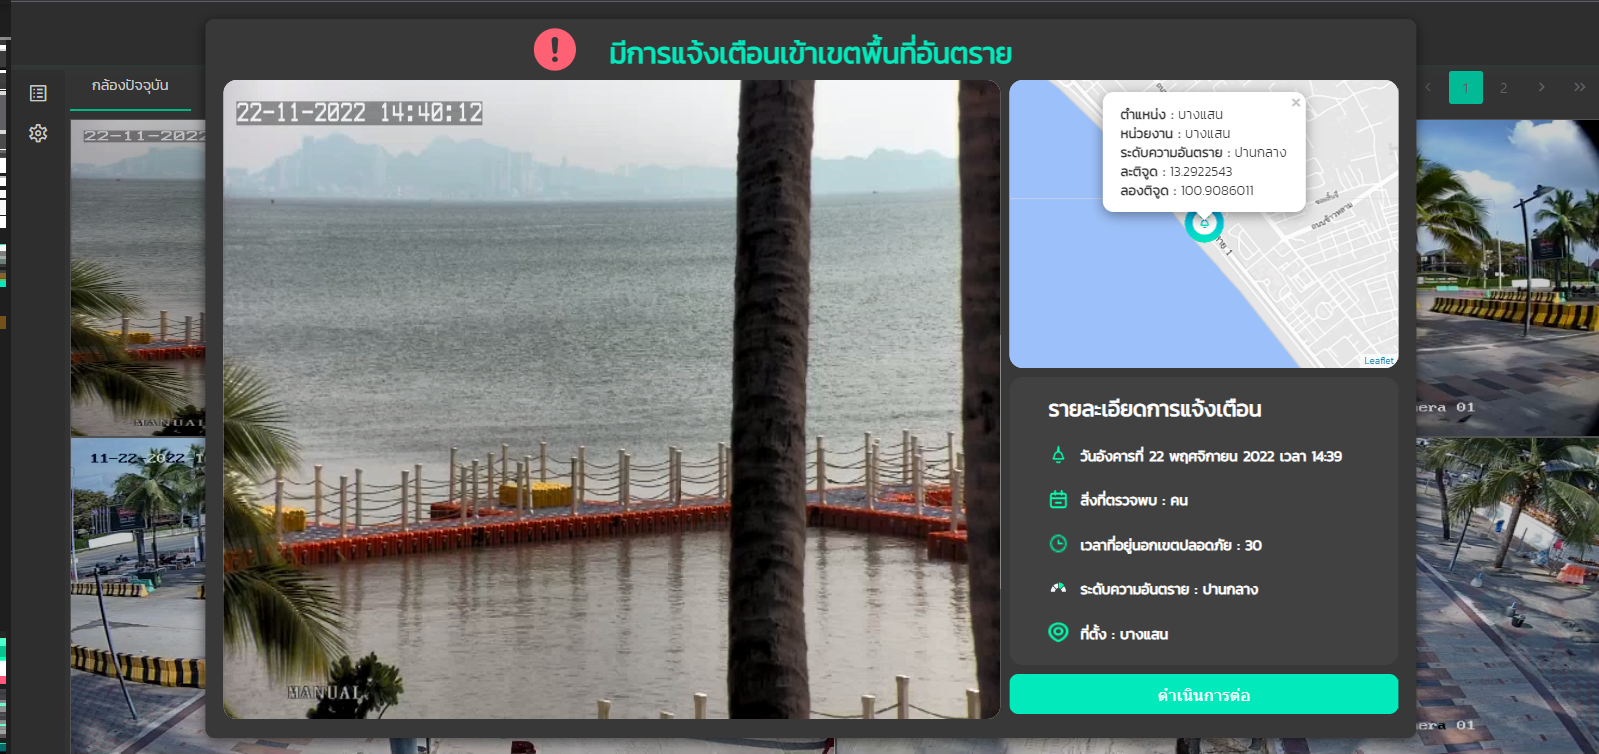 มีการแจ้งเตือนเข้าเขตพื้นที่อันตราย
กล้องปัจจุบัน
22-11-2022
11-22-2022
MANUAL
22-11-2022 14:40:12
MANUAL
ตำแหน่ง : บางแสน
หน่วยงาน : บางแสน
ระดับความอันตราย : ปานกลาง
ละติจูด : 13.2922543
ลองติจูด : 100.9086011
×
Leaflet
รายละเอียดการแจ้งเตือน
วันอังคารที่ 22 พฤศจิกายน 2022 เวลา 14:39
สิ่งที่ตรวจพบ : คน
เวลาที่อยู่นอกเขตปลอดภัย : 30
ระดับความอันตราย : ปานกลาง
ที่ตั้ง : บางแสน
ดำเนินการต่อ
1 2
era 01
era 01